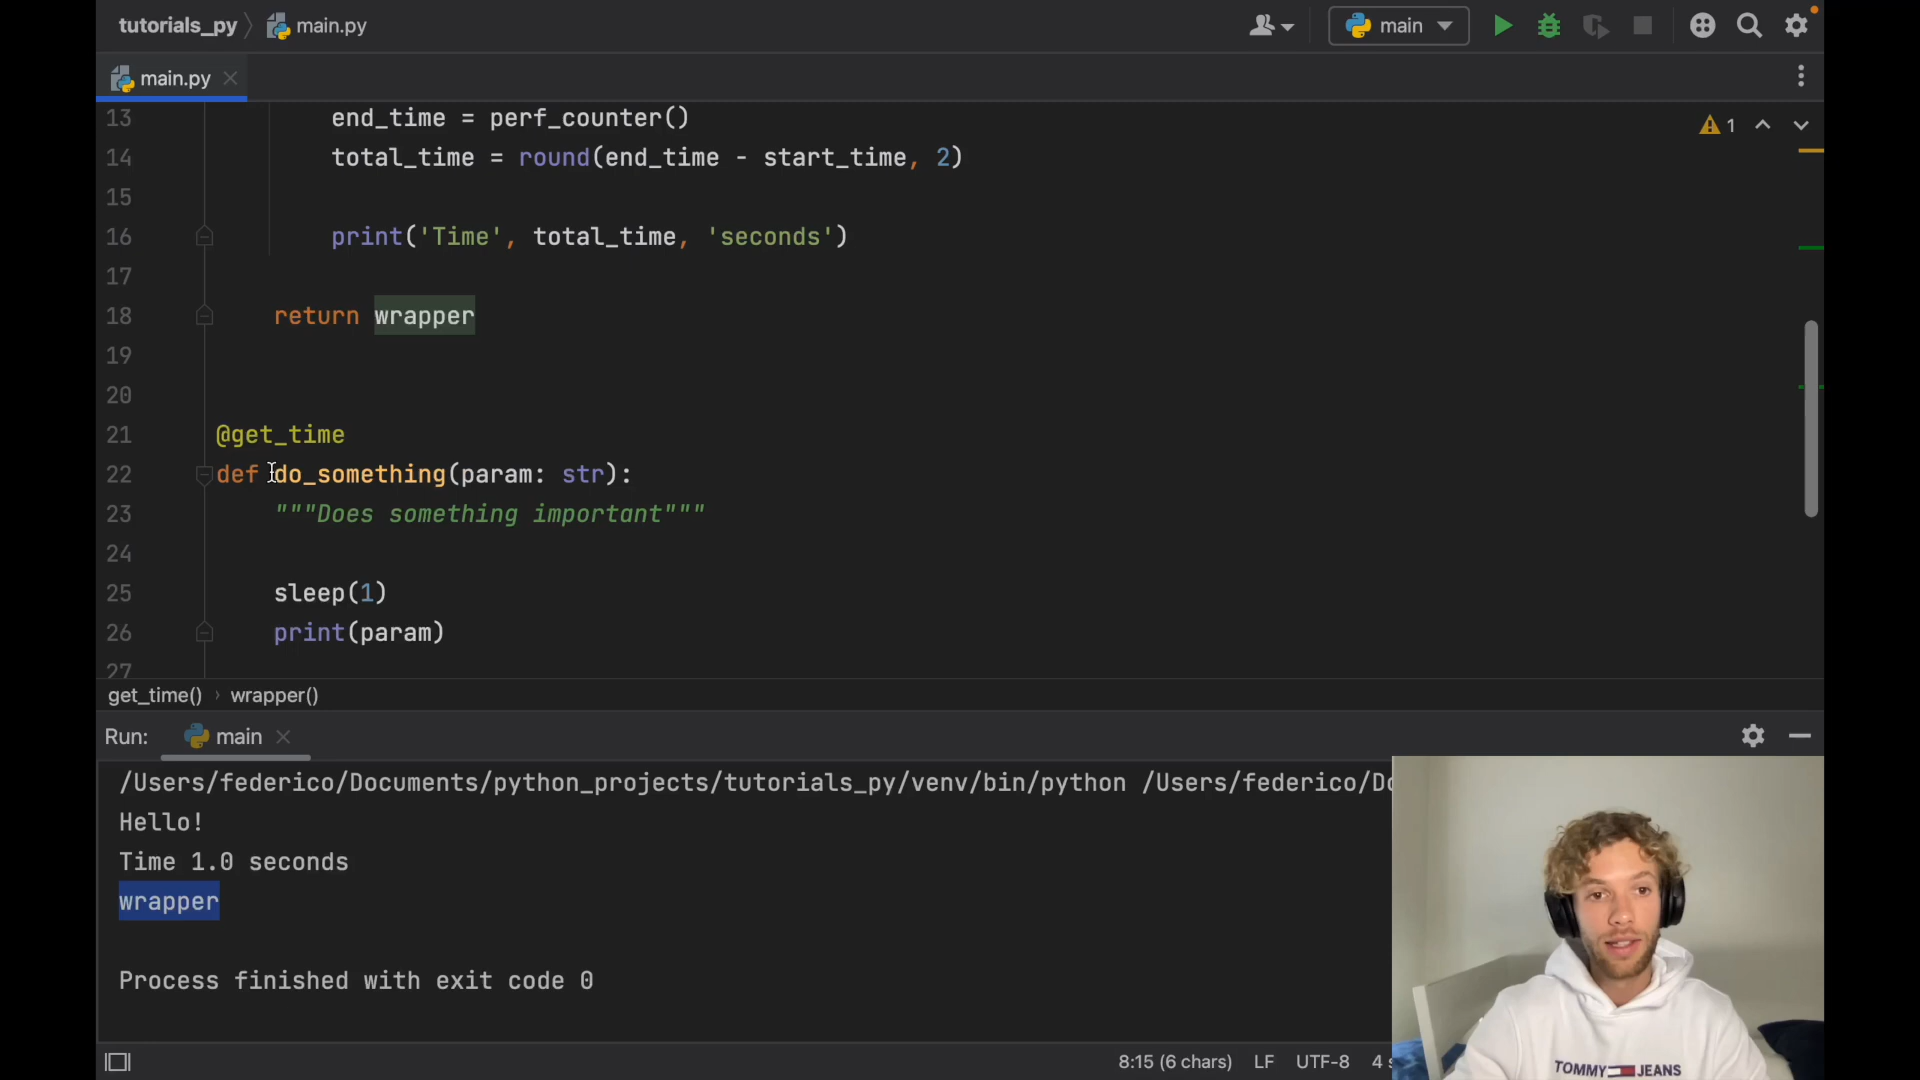 tutorials_py main.py
main
main.py
13 end_time = perf_counter()
14 total_time = round(end_time - start_time, 2)
15
16 print('Time', total_time, 'seconds')
17
18 return wrapper
19
20
21 @get_time
22 def do_something(param: str):
23 """Does something important"""
24
25 sleep(1)
26 print(param)
27
1
get_time() › wrapper()
Run: main
/Users/federico/Documents/python_projects/tutorials_py/venv/bin/python /Users/federico/Do
Hello!
Time 1.0 seconds
wrapper
Process finished with exit code 0
8:15 (6 chars) LF UTF-8 4 s
TOMMY JEANS